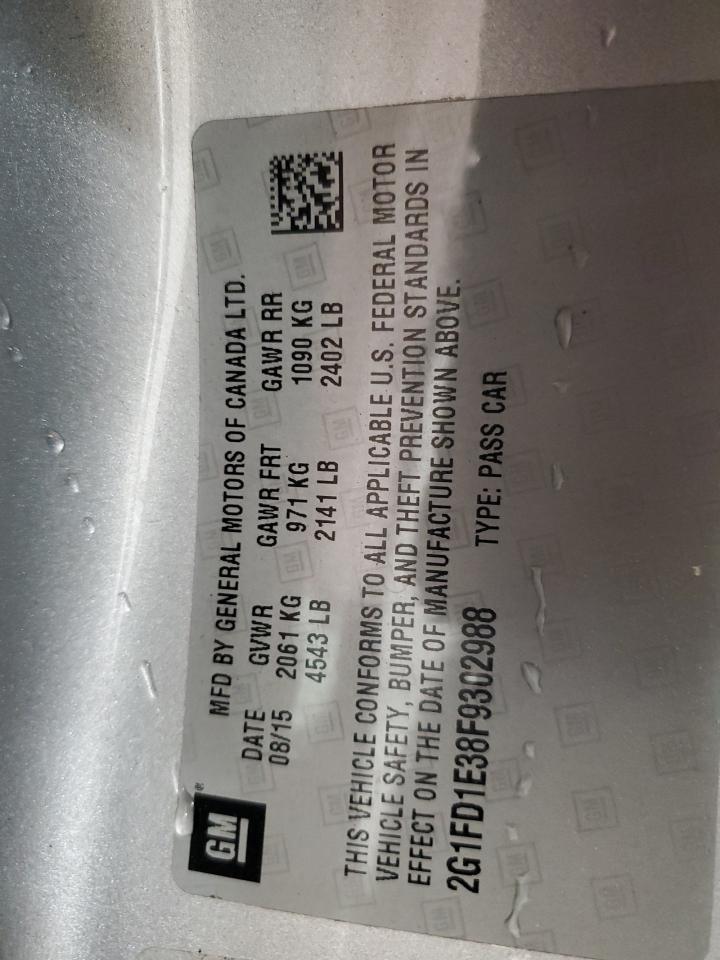 GM
MFD BY GENERAL MOTORS OF CANADA LTD.
DATE GVWR GAWR FRT GAWR RR
08/15 2061 KG 971 KG 1090 KG
4543 LB 2141 LB 2402 LB
THIS VEHICLE CONFORMS TO ALL APPLICABLE U.S. FEDERAL MOTOR
VEHICLE SAFETY, BUMPER, AND THEFT PREVENTION STANDARDS IN
EFFECT ON THE DATE OF MANUFACTURE SHOWN ABOVE.
2G1FD1E38F9302988 TYPE: PASS CAR